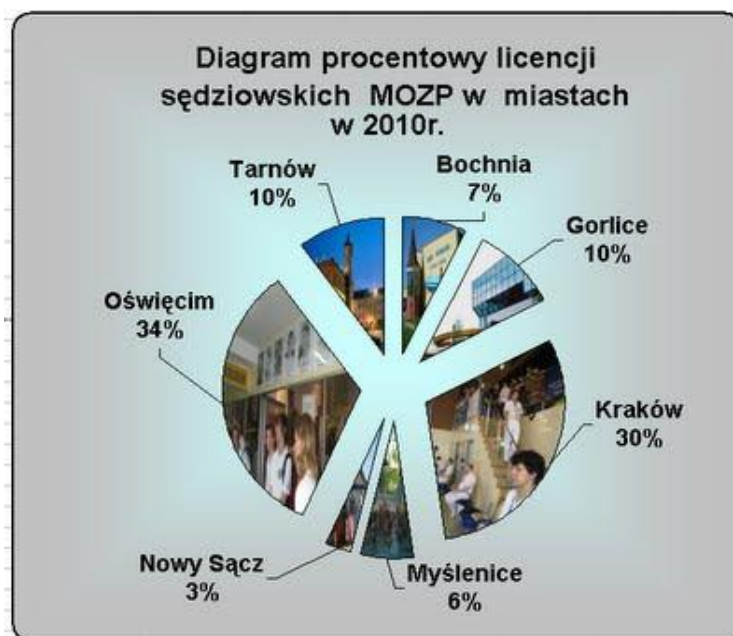 Diagram procentowy licencji
sędziowskich MOZP w miastach
w 2010r.
Tarnów
10%
Bochnia
7%
Gorlice
10%
Oświęcim
34%
Kraków
30%
Nowy Sącz
3%
Myślenice
6%